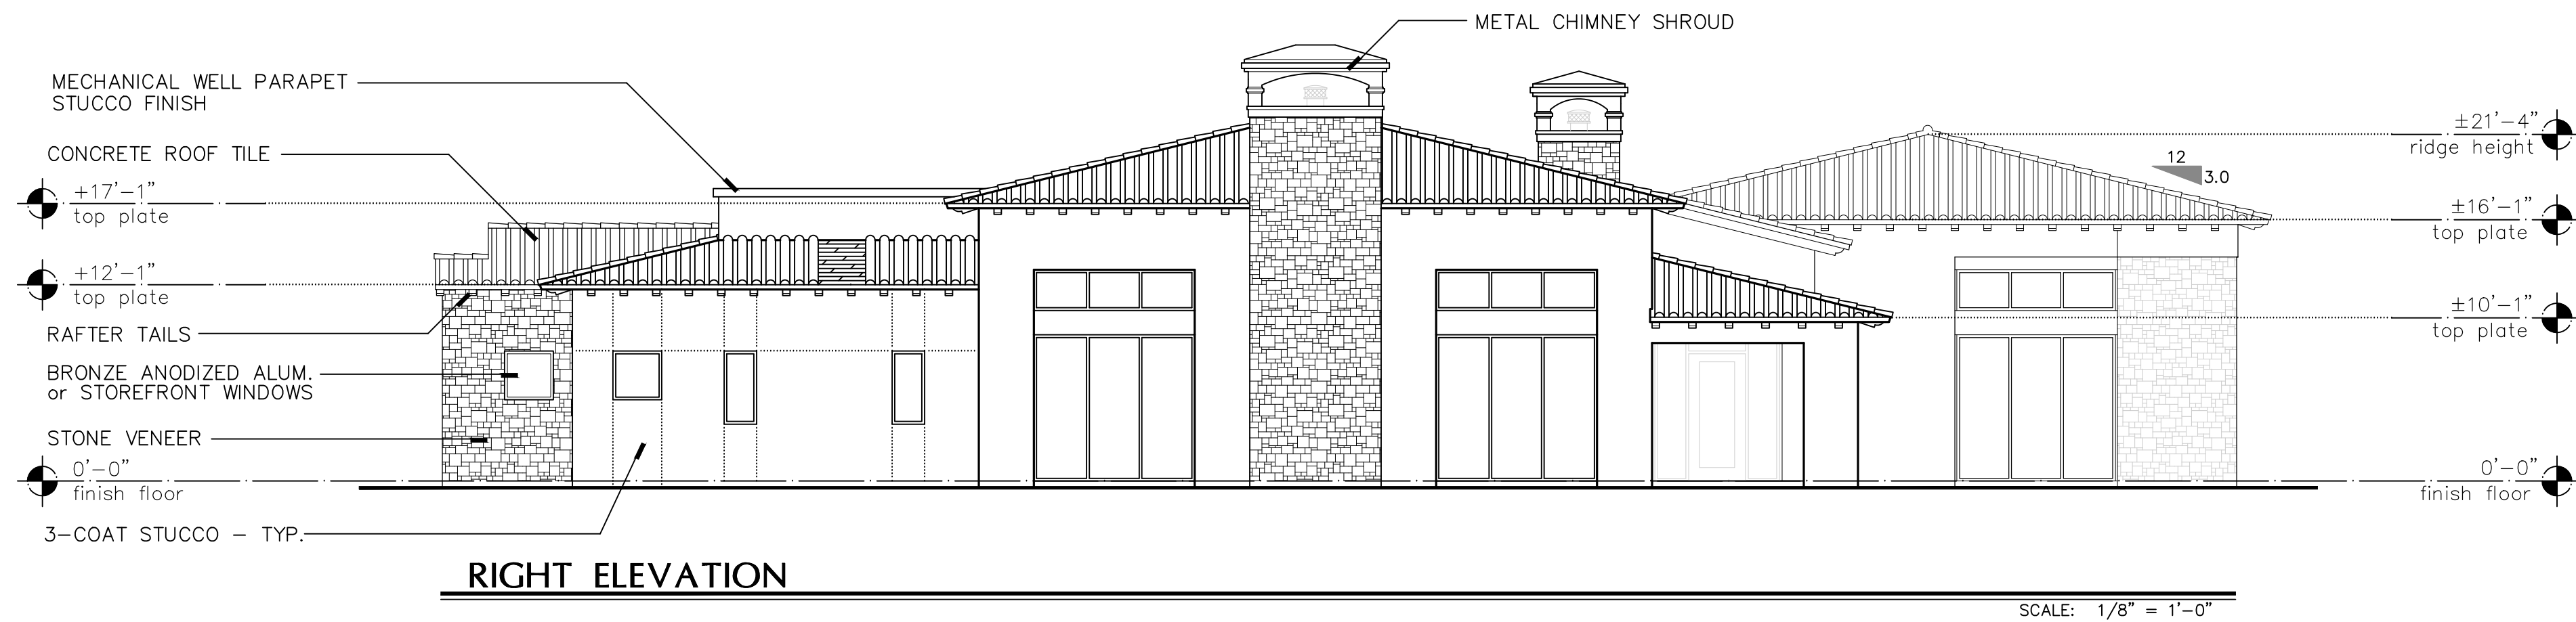 METAL CHIMNEY SHROUD
MECHANICAL WELL PARAPET
STUCCO FINISH
CONCRETE ROOF TILE
+17'-1"
top plate
+12'-1"
top plate
RAFTER TAILS
BRONZE ANODIZED ALUM.
or STOREFRONT WINDOWS
STONE VENEER
0'-0"
finish floor
3-COAT STUCCO - TYP.
12
3.0
±21'-4"
ridge height
±16'-1"
top plate
±10'-1"
top plate
0'-0"
finish floor
RIGHT ELEVATION
SCALE: 1/8" = 1'-0"